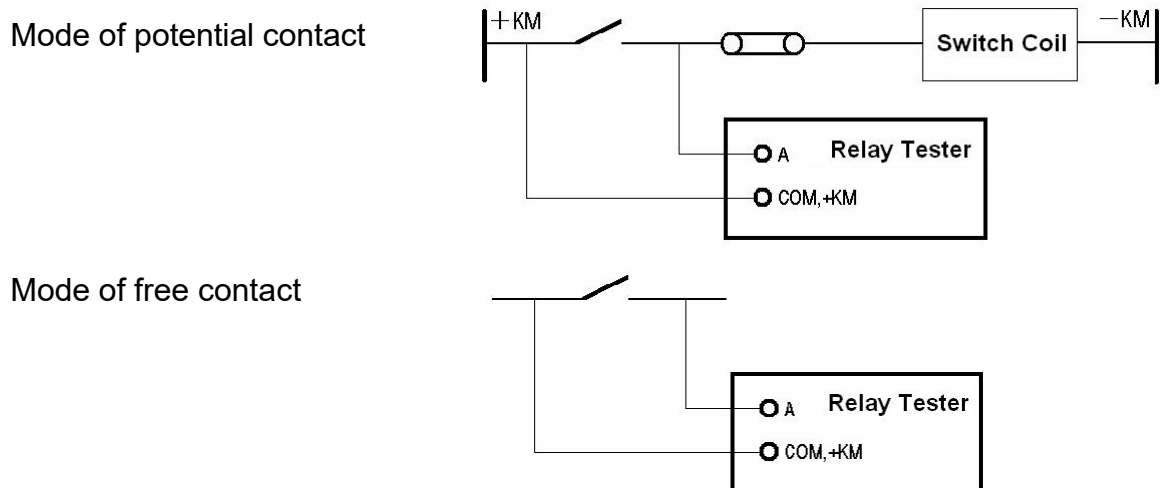 Mode of potential contact
+KM
—KM
Switch Coil
A
Relay Tester
COM,+KM
Mode of free contact
A
Relay Tester
COM,+KM